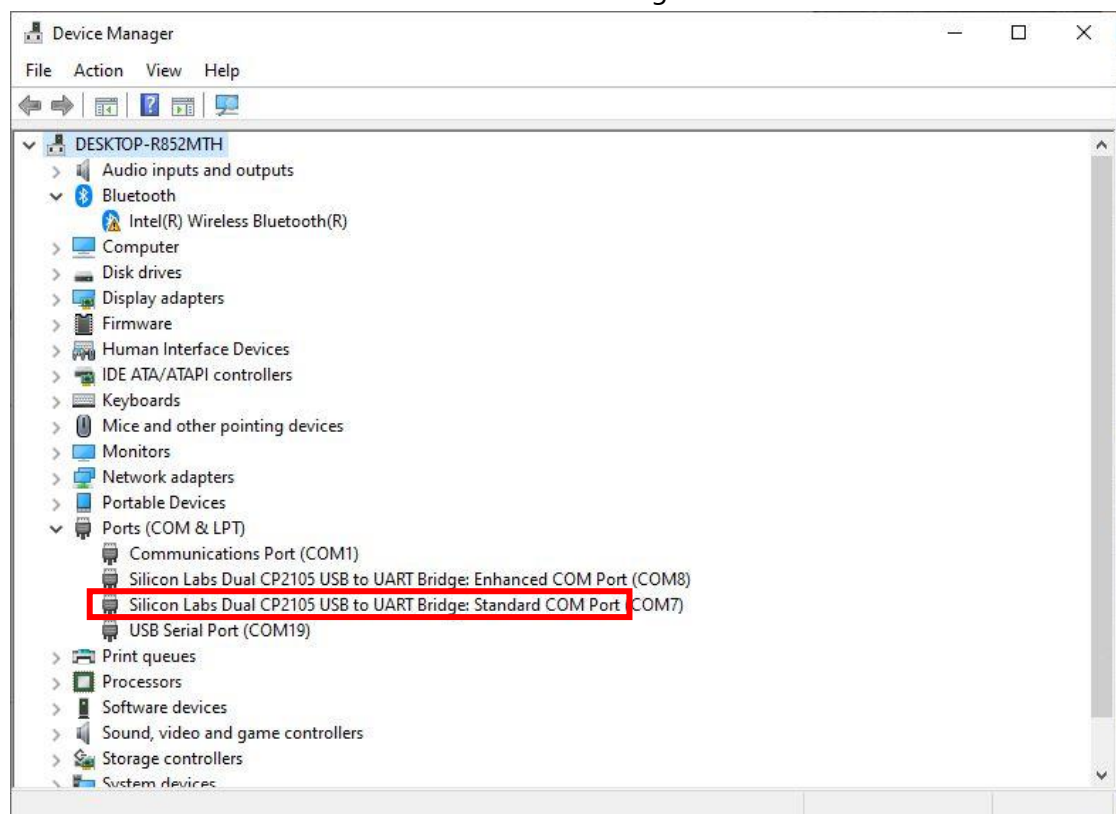 Device Manager
File Action View Help
DESKTOP-R852MTH
Audio inputs and outputs
Bluetooth
Intel(R) Wireless Bluetooth(R)
Computer
Disk drives
Display adapters
Firmware
Human Interface Devices
IDE ATA/ATAPI controllers
Keyboards
Mice and other pointing devices
Monitors
Network adapters
Portable Devices
Ports (COM & LPT)
Communications Port (COM1)
Silicon Labs Dual CP2105 USB to UART Bridge: Enhanced COM Port (COM8)
Silicon Labs Dual CP2105 USB to UART Bridge: Standard COM Port (COM7)
USB Serial Port (COM19)
Print queues
Processors
Software devices
Sound, video and game controllers
Storage controllers
System devices